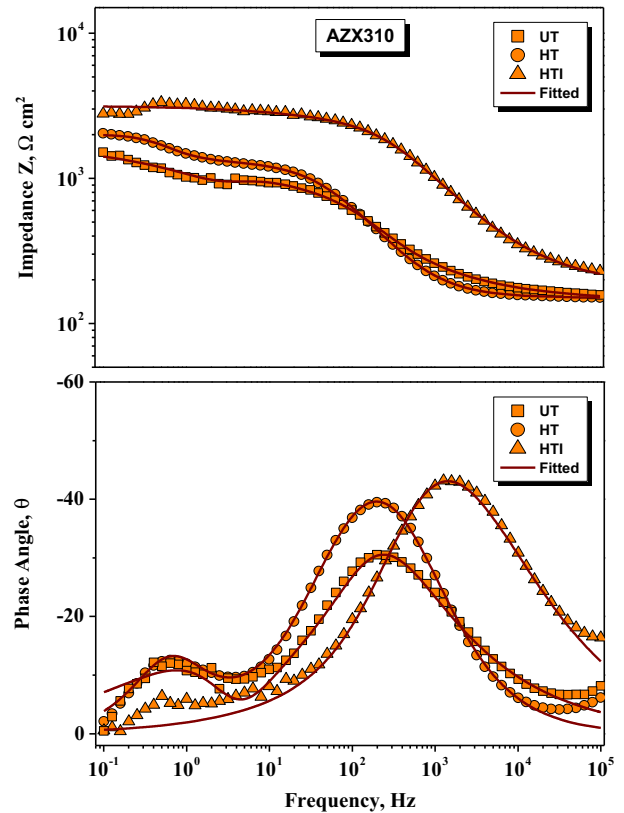 AZX310
UT
HT
HTI
Fitted
10⁴
10³
10²
Impedance Z, Ω cm²
UT
HT
HTI
Fitted
-60
-40
-20
0
Phase Angle, θ
10⁻¹ 10⁰ 10¹ 10² 10³ 10⁴ 10⁵
Frequency, Hz